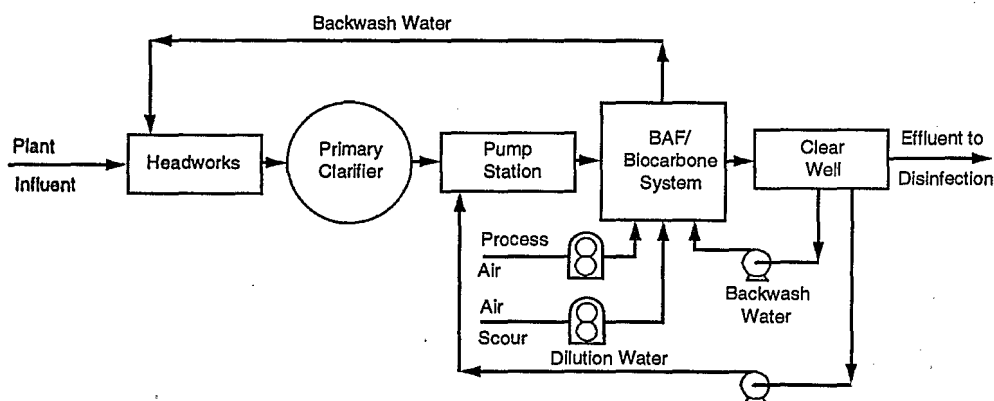 Backwash Water
Plant
Influent
Headworks
Primary
Clarifier
Pump
Station
BAF/
Biocarbone
System
Clear
Well
Effluent to
Disinfection
Process
Air
Air
Scour
Backwash
Water
Dilution Water